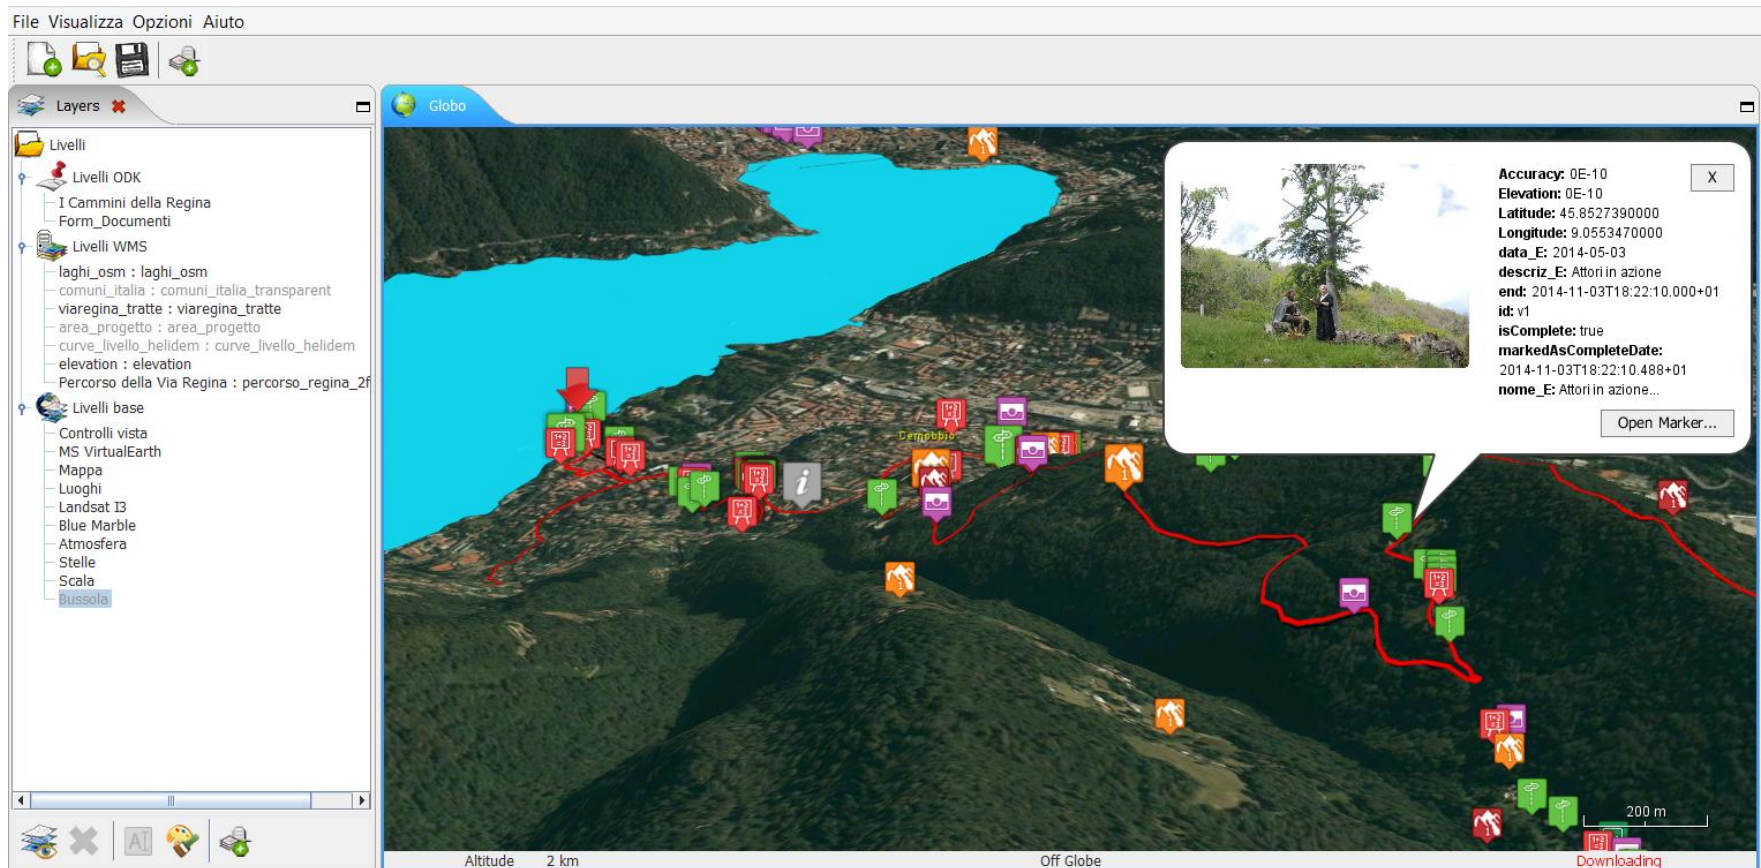 File Visualizza Opzioni Aiuto
Layers
Livelli
Livelli ODK
I Cammini della Regina
Form_Documenti
Livelli WMS
laghi_osm : laghi_osm
comuni_italia : comuni_italia_transparent
viaregina_tratte : viaregina_tratte
area_progetto : area_progetto
curve_livello_helidem : curve_livello_helidem
elevation : elevation
Percorso della Via Regina : percorso_regina_2f
Livelli base
Controlli vista
MS VirtualEarth
Mappa
Luoghi
Landsat I3
Blue Marble
Atmosfera
Stelle
Scala
Bussola
AI
Globo
Accuracy: 0E-10
X
Elevation: 0E-10
Latitude: 45.8527390000
Longitude: 9.0553470000
data_E: 2014-05-03
descriz_E: Attori in azione
end: 2014-11-03T18:22:10.000+01
id: v1
isComplete: true
markedAsCompleteDate:
2014-11-03T18:22:10.488+01
nome_E: Attori in azione...
Open Marker...
Cernobbio
200 m
Altitude 2 km
Off Globe
Downloading